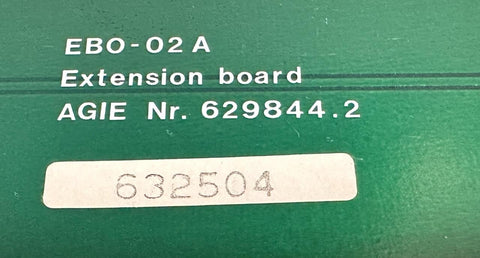 EBO-02 A
Extension board
AGIE Nr. 629844.2
632504